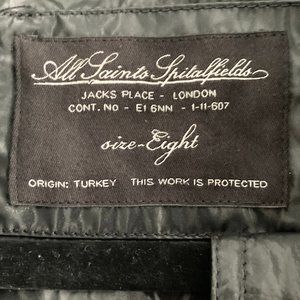 All Saints Spitalfields
JACKS PLACE - LONDON
CONT. NO - E1 6NN - 1-11-607
size-Eight
ORIGIN: TURKEY THIS WORK IS PROTECTED